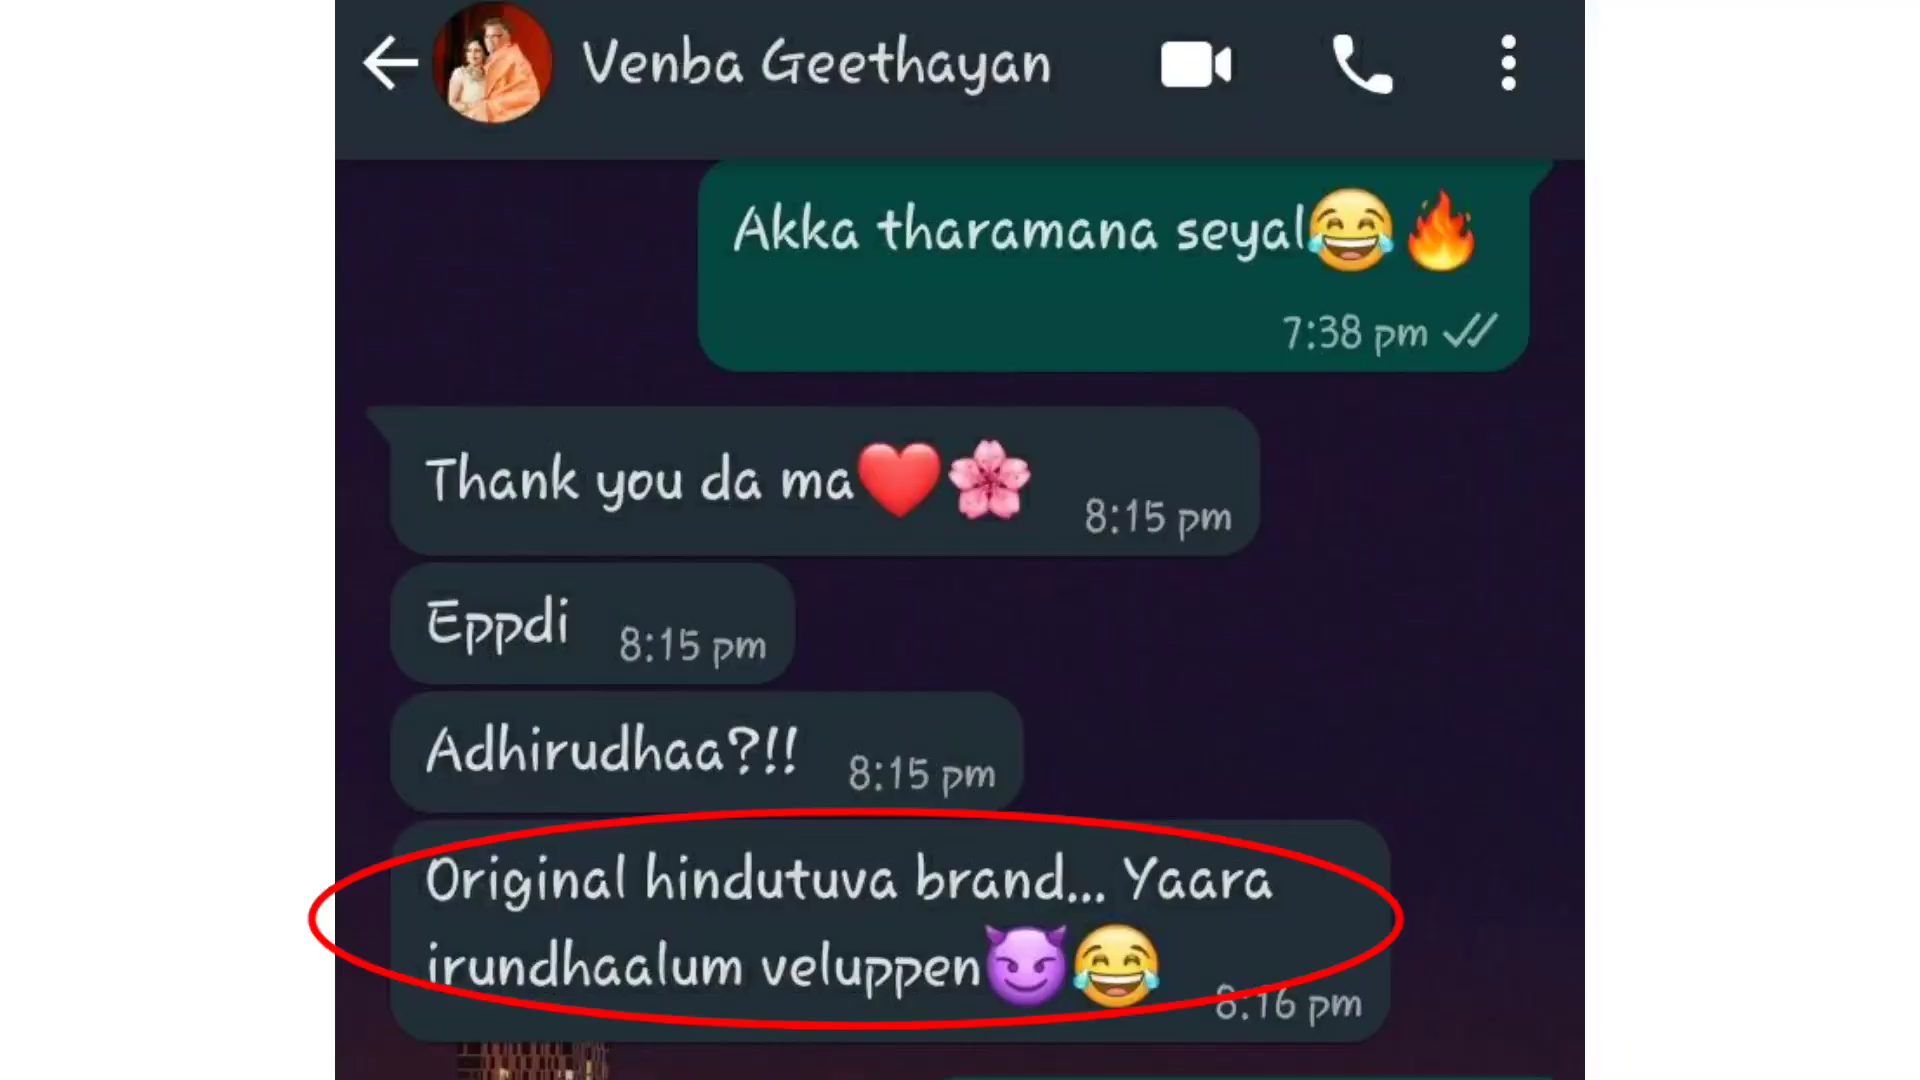 Venba Geethayan
Akka tharamana seyal😂🔥
7:38 pm
Thank you da ma❤️🌸
8:15 pm
Eppdi
8:15 pm
Adhirudhaa?!!
8:15 pm
Original hindutuva brand... Yaara
irundhaalum veluppen😈😂
8:16 pm